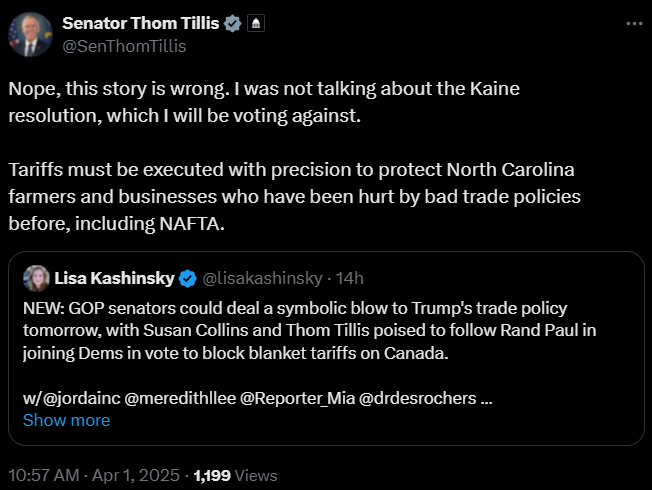 Senator Thom Tillis
@SenThomTillis
Nope, this story is wrong. I was not talking about the Kaine
resolution, which I will be voting against.
Tariffs must be executed with precision to protect North Carolina
farmers and businesses who have been hurt by bad trade policies
before, including NAFTA.
Lisa Kashinsky @lisakashinsky · 14h
NEW: GOP senators could deal a symbolic blow to Trump's trade policy
tomorrow, with Susan Collins and Thom Tillis poised to follow Rand Paul in
joining Dems in vote to block blanket tariffs on Canada.
w/@jordainc @meredithllee @Reporter_Mia @drdesrochers ...
Show more
10:57 AM · Apr 1, 2025 · 1,199 Views